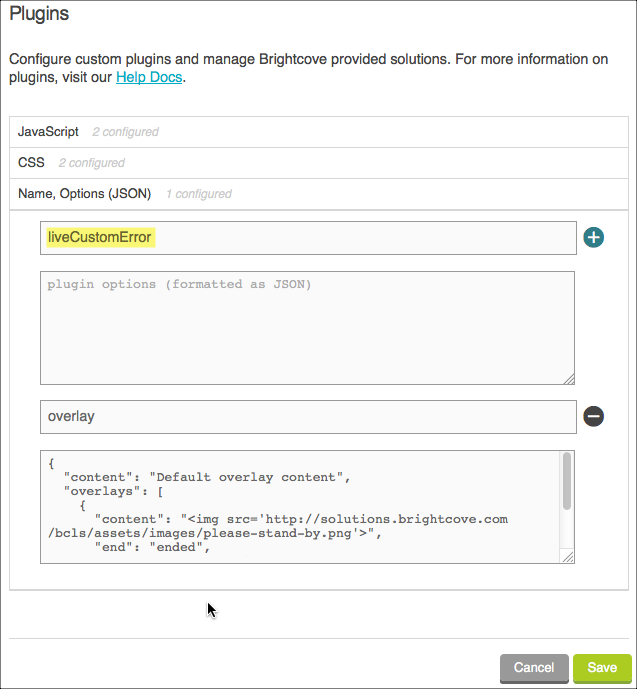 Plugins
Configure custom plugins and manage Brightcove provided solutions. For more information on
plugins, visit our Help Docs.
JavaScript 2 configured
CSS 2 configured
Name, Options (JSON) 1 configured
liveCustomError
plugin options (formatted as JSON)
overlay
{
"content": "Default overlay content",
"overlays": [
{
"content": "<img src='http://solutions.brightcove.com
/bcls/assets/images/please-stand-by.png'>",
"end": "ended",
Cancel Save